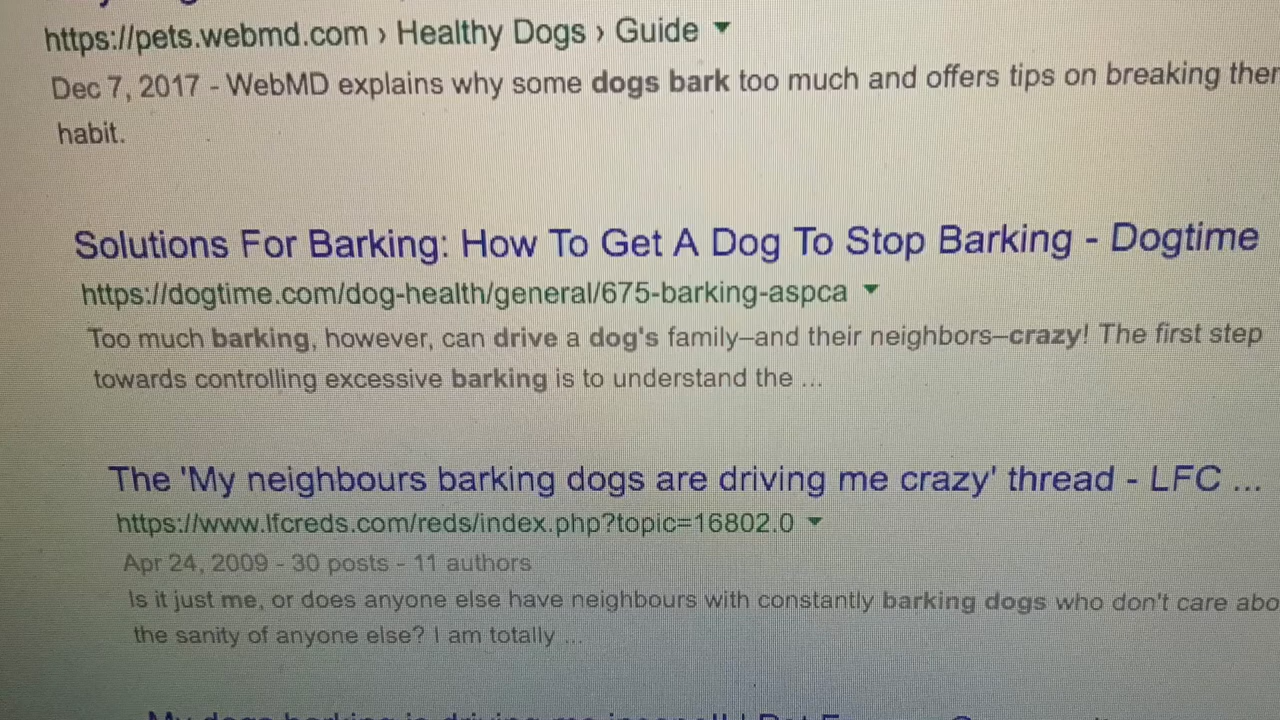 https://pets.webmd.com › Healthy Dogs › Guide
Dec 7, 2017 - WebMD explains why some dogs bark too much and offers tips on breaking
habit.
Solutions For Barking: How To Get A Dog To Stop Barking - Dogtime
https://dogtime.com/dog-health/general/675-barking-aspca
Too much barking, however, can drive a dog's family–and their neighbors–crazy! The first step
towards controlling excessive barking is to understand the ...
The 'My neighbours barking dogs are driving me crazy' thread - LFC ...
https://www.lfcreds.com/reds/index.php?topic=16802.0
Apr 24, 2009 - 30 posts - 11 authors
Is it just me, or does anyone else have neighbours with constantly barking dogs who don't care abo
the sanity of anyone else? I am totally ...